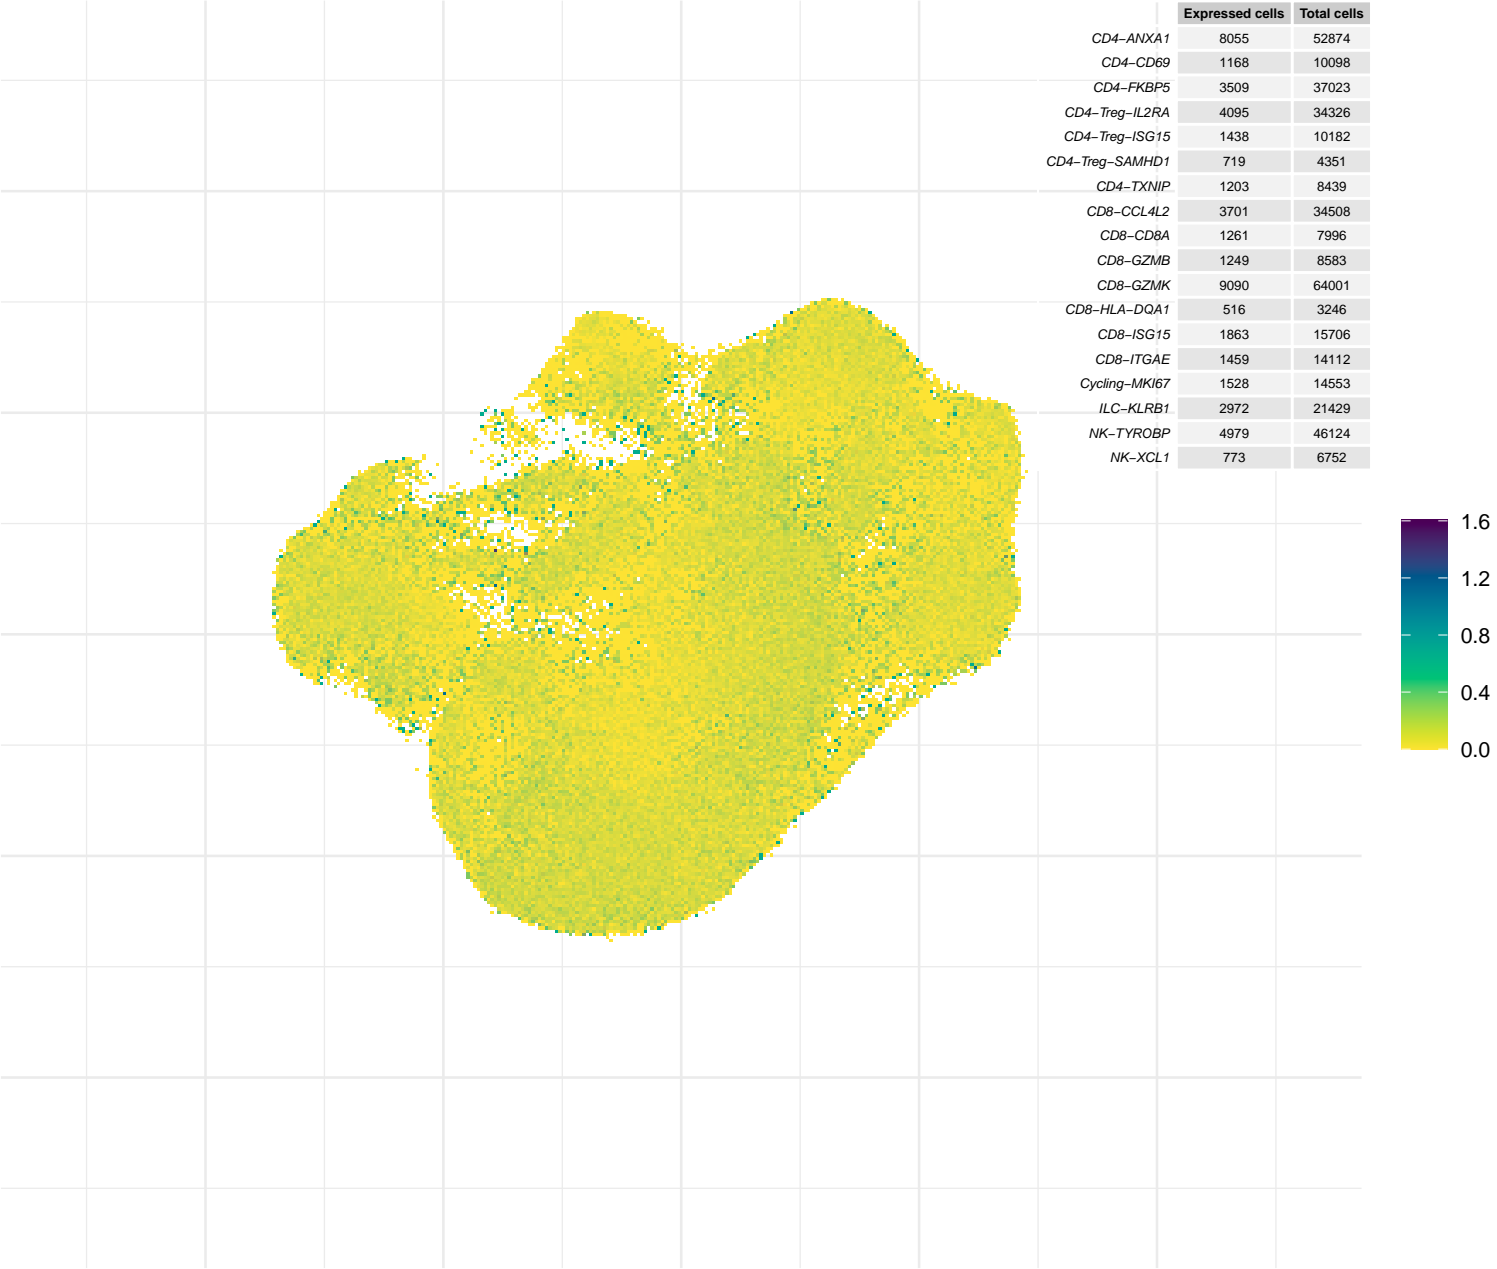 Expressed cells Total cells
CD4−ANXA1 8055 52874
CD4−CD69 1168 10098
CD4−FKBP5 3509 37023
CD4−Treg−IL2RA 4095 34326
CD4−Treg−ISG15 1438 10182
CD4−Treg−SAMHD1 719 4351
CD4−TXNIP 1203 8439
CD8−CCL4L2 3701 34508
CD8−CD8A 1261 7996
CD8−GZMB 1249 8583
CD8−GZMK 9090 64001
CD8−HLA−DQA1 516 3246
CD8−ISG15 1863 15706
CD8−ITGAE 1459 14112
Cycling−MKI67 1528 14553
ILC−KLRB1 2972 21429
NK−TYROBP 4979 46124
NK−XCL1 773 6752
1.6
1.2
0.8
0.4
0.0